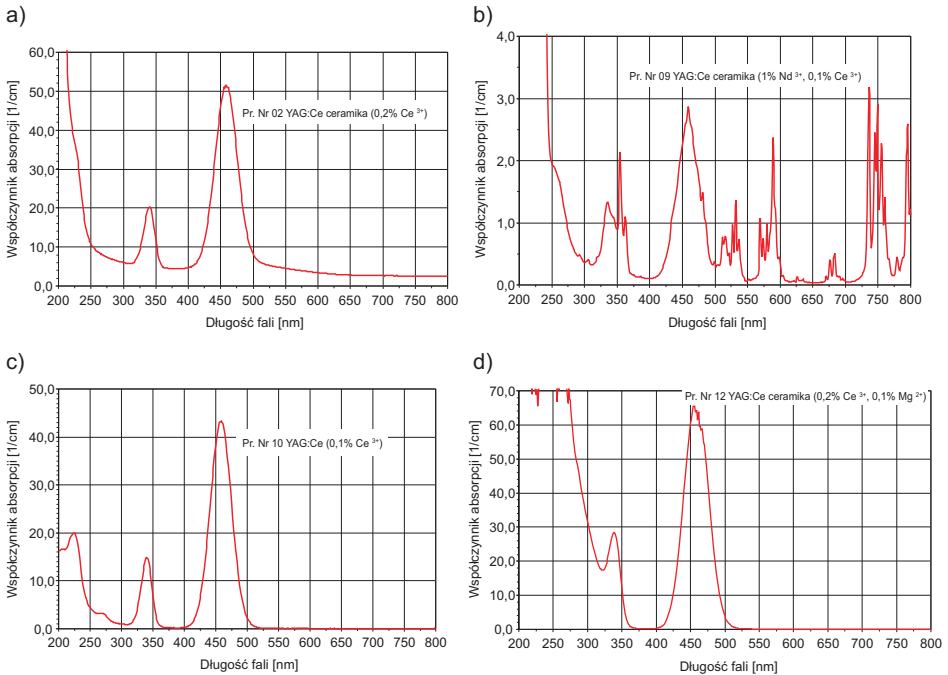 a)
Współczynnik absorpcji [1/cm]
60,0
50,0
40,0
30,0
20,0
10,0
0,0
Pr. Nr 02 YAG:Ce ceramika (0,2% Ce ³⁺)
200 250 300 350 400 450 500 550 600 650 700 750 800
Długość fali [nm]
b)
Współczynnik absorpcji [1/cm]
4,0
3,0
2,0
1,0
0,0
Pr. Nr 09 YAG:Ce ceramika (1% Nd ³⁺, 0,1% Ce ³⁺)
200 250 300 350 400 450 500 550 600 650 700 750 800
Długość fali [nm]
c)
Współczynnik absorpcji [1/cm]
50,0
40,0
30,0
20,0
10,0
0,0
Pr. Nr 10 YAG:Ce (0,1% Ce ³⁺)
200 250 300 350 400 450 500 550 600 650 700 750 800
Długość fali [nm]
d)
Współczynnik absorpcji [1/cm]
70,0
60,0
50,0
40,0
30,0
20,0
10,0
0,0
Pr. Nr 12 YAG:Ce ceramika (0,2% Ce ³⁺, 0,1% Mg ²⁺)
200 250 300 350 400 450 500 550 600 650 700 750 800
Długość fali [nm]